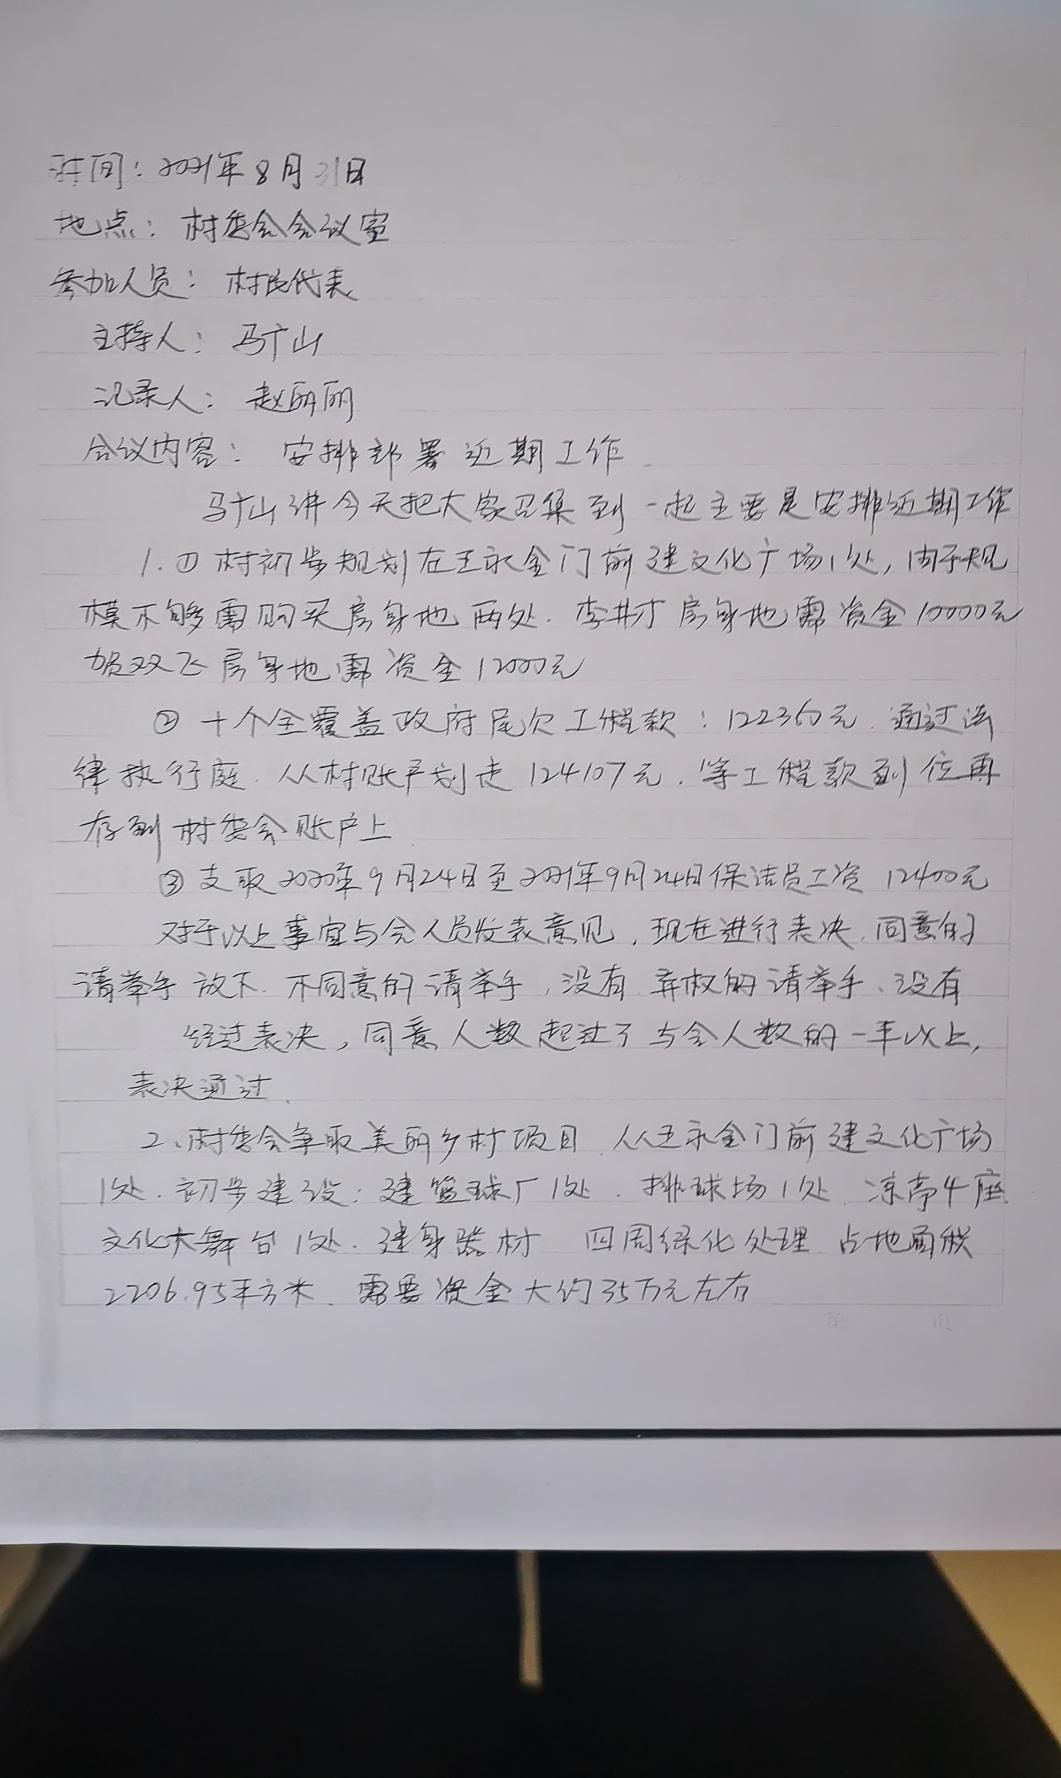 时间：2021年8月31日
地点：村委会会议室
参加人员：村民代表
主持人：马广山
记录人：赵丽丽
会议内容：安排部署近期工作.
马广山讲今天把大家召集到一起主要是安排近期工作
1.①村初步规划在王永金门前建文化广场1处，由于规
模不够需购买房身地两处.李井才房身地需资金10000元
贺双飞房身地需资金12000元
②十个全覆盖政府尾欠工程款：122350元.通过法
律执行庭.从村账户划走124107元.等工程款到位再
存到村委会账户上
③支取2020年9月24日至2021年9月24日保洁员工资12400元
对于以上事宜与会人员发表意见，现在进行表决.同意的
请举手放下.不同意的请举手，没有.弃权的请举手、没有
经过表决，同意人数超过了与会人数的一半以上，
表决通过.
2、村委会争取美丽乡村项目.从王永金门前建文化广场
1处.初步建设：建篮球厂1处.排球场1处.凉亭4座
文化大舞台1处.建身器材 四周绿化处理 占地面积
2206.95平方米.需要资金大约35万元左右
第 页